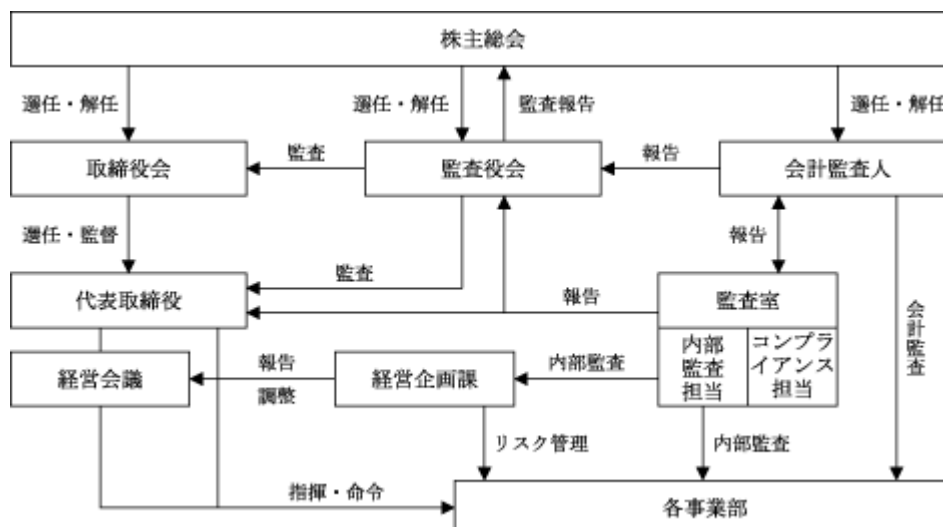 株主総会
選任・解任
選任・解任
監査報告
選任・解任
取締役会
監査
監査役会
報告
会計監査人
選任・監督
報告
監査
代表取締役
報告
監査室
会計監査
内部監査担当
コンプライアンス担当
経営会議
報告
調整
経営企画課
内部監査
リスク管理
内部監査
指揮・命令
各事業部